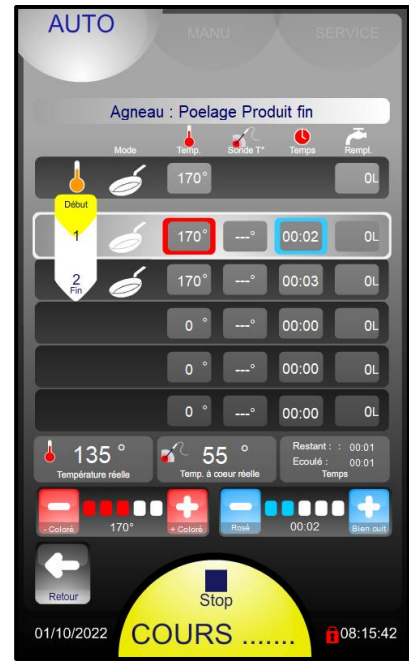 AUTO MANU SERVICE
Agneau : Poelage Produit fin
Mode Temp. Sonde T° Temps Rempl.
170° 0L
Début
1 170° ---° 00:02 0L
2 170° ---° 00:03 0L
Fin
0 ° ---° 00:00 0L
0 ° ---° 00:00 0L
0 ° ---° 00:00 0L
135 ° 55 ° Restant : : 00:01
Ecoulé : 00:01
Température réelle Temp. à coeur réelle Temps
- Coloré 170° + Coloré Rosé 00:02 Bien cuit
Retour
Stop
01/10/2022 COURS ....... 08:15:42